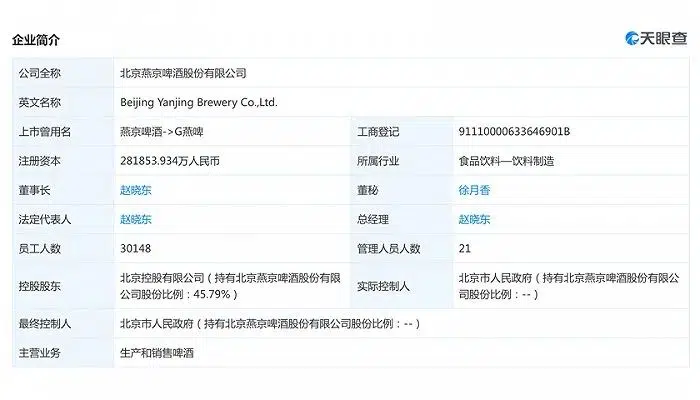 企业简介
天眼查
公司全称 北京燕京啤酒股份有限公司
英文名称 Beijing Yanjing Brewery Co.,Ltd.
上市曾用名 燕京啤酒->G燕啤 工商登记 91110000633646901B
注册资本 281853.934万人民币 所属行业 食品饮料—饮料制造
董事长 赵晓东 董秘 徐月香
法定代表人 赵晓东 总经理 赵晓东
员工人数 30148 管理人员人数 21
控股股东 北京控股有限公司（持有北京燕京啤酒股份有限
公司股份比例：45.79%） 实际控制人 北京市人民政府（持有北京燕京啤酒股份有限公
司股份比例：--）
最终控制人 北京市人民政府（持有北京燕京啤酒股份有限公司股份比例：--）
主营业务 生产和销售啤酒